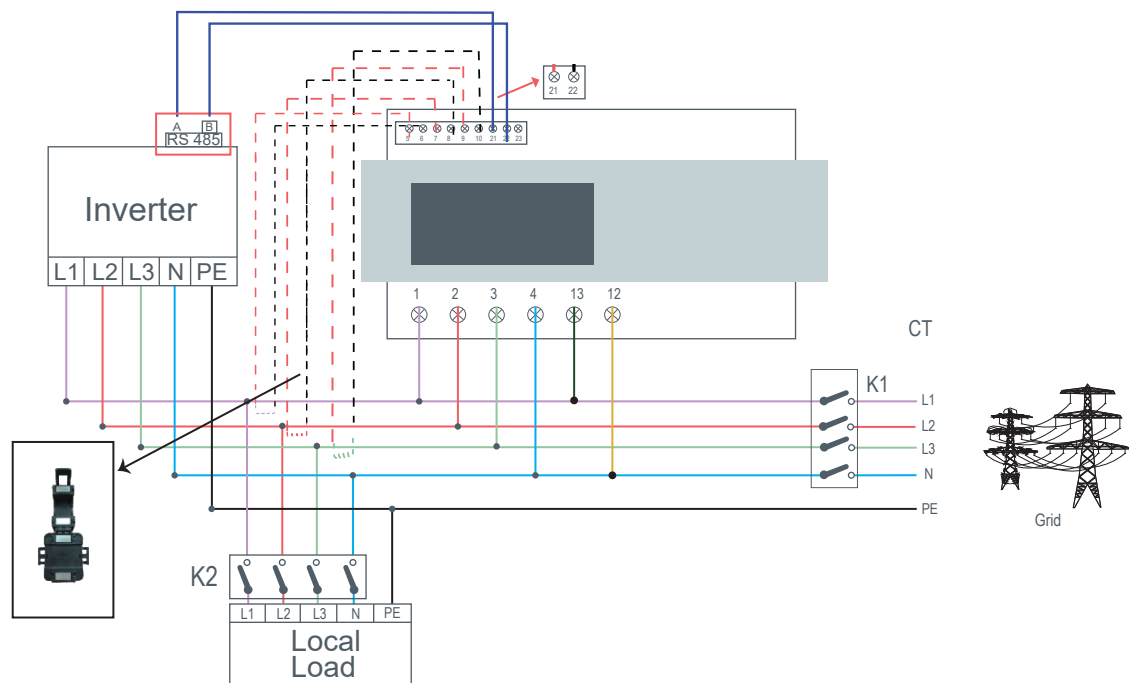 21 22
A B
RS 485
5 6 7 8 9 10 21 22 23
Inverter
L1 L2 L3 N PE
1 2 3 4 13 12
CT
K1
L1
L2
L3
N
PE
Grid
K2
L1 L2 L3 N PE
Local
Load